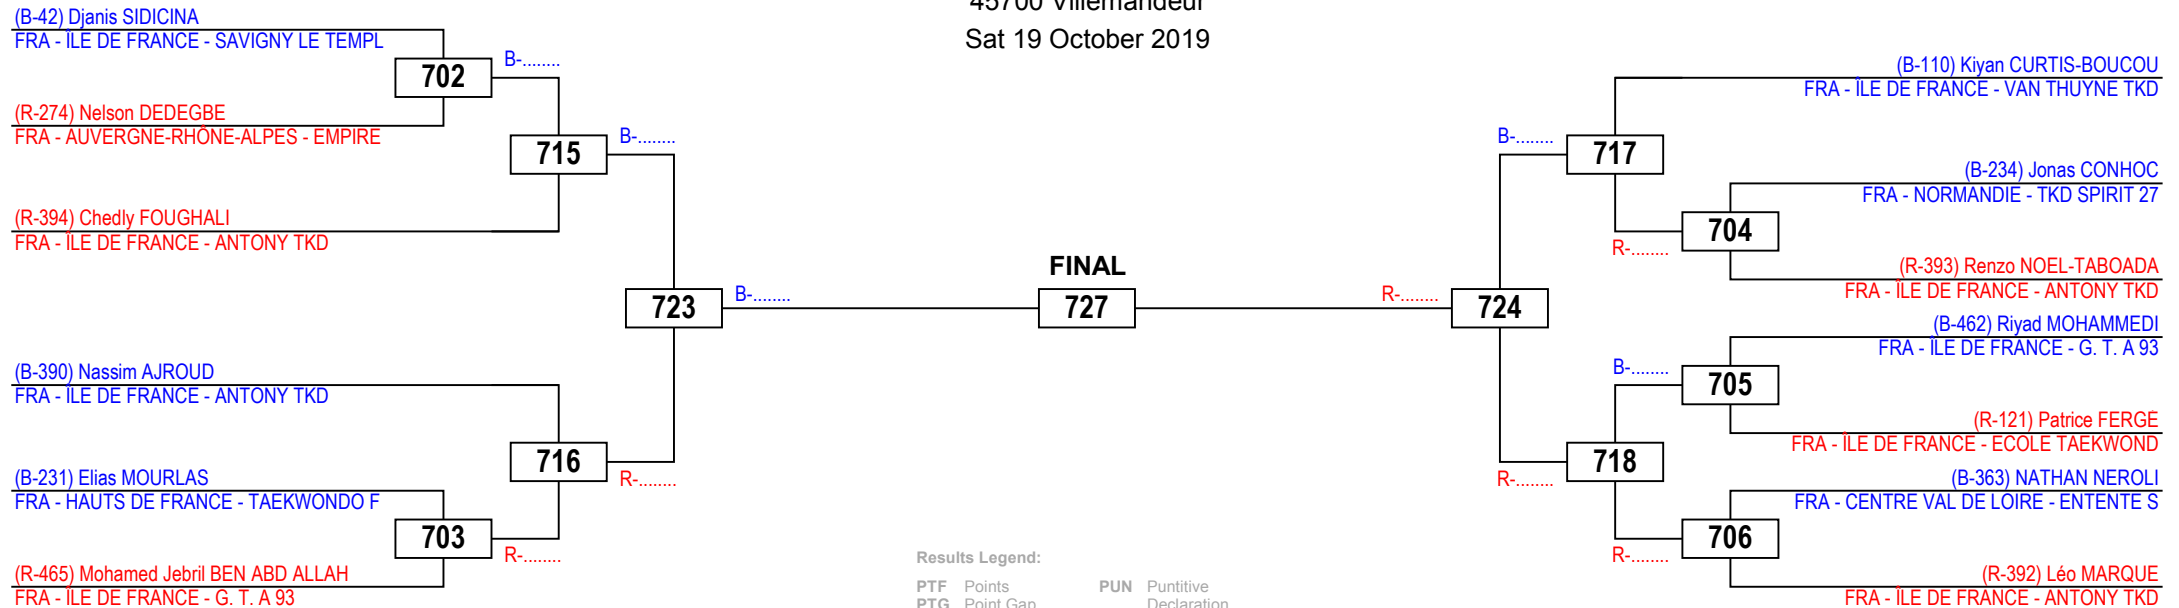 45700 Villemandeur
Sat 19 October 2019
(B-42) Djanis SIDICINA
FRA - ÎLE DE FRANCE - SAVIGNY LE TEMPL
702
B-........
(R-274) Nelson DEDEGBE
FRA - AUVERGNE-RHÔNE-ALPES - EMPIRE
715
B-........
(R-394) Chedly FOUGHALI
FRA - ÎLE DE FRANCE - ANTONY TKD
723
B-........
(B-390) Nassim AJROUD
FRA - ÎLE DE FRANCE - ANTONY TKD
716
R-........
(B-231) Elias MOURLAS
FRA - HAUTS DE FRANCE - TAEKWONDO F
703
R-........
(R-465) Mohamed Jebril BEN ABD ALLAH
FRA - ÎLE DE FRANCE - G. T. A 93
FINAL
727
(B-110) Kiyan CURTIS-BOUCOU
FRA - ÎLE DE FRANCE - VAN THUYNE TKD
B-........
717
(B-234) Jonas CONHOC
FRA - NORMANDIE - TKD SPIRIT 27
704
R-........
(R-393) Renzo NOEL-TABOADA
FRA - ÎLE DE FRANCE - ANTONY TKD
R-........
724
(B-462) Riyad MOHAMMEDI
FRA - ÎLE DE FRANCE - G. T. A 93
B-........
705
(R-121) Patrice FERGÉ
FRA - ÎLE DE FRANCE - ECOLE TAEKWOND
718
R-........
(B-363) NATHAN NEROLI
FRA - CENTRE VAL DE LOIRE - ENTENTE S
706
R-........
(R-392) Léo MARQUE
FRA - ÎLE DE FRANCE - ANTONY TKD
Results Legend:
PTF Points
PUN Puntitive
PTG Point Gap
Declaration